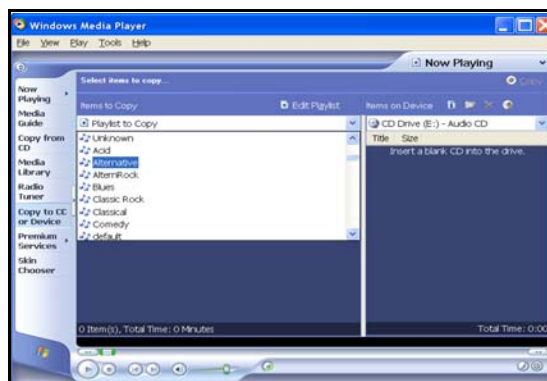 Windows Media Player
File View Play Tools Help
Now Playing
Select items to copy...
Copy
Now Playing
Media Guide
Copy from CD
Media Library
Radio Tuner
Copy to CD or Device
Premium Services
Skin Chooser
Items to Copy
Edit Playlist
Playlist to Copy
Unknown
Acid
Alternative
AlternRock
Blues
Classic Rock
Classical
Comedy
default
0 Item(s), Total Time: 0 Minutes
Items on Device
CD Drive (E:) - Audio CD
Title Size
Insert a blank CD into the drive.
Total Time: 0:00